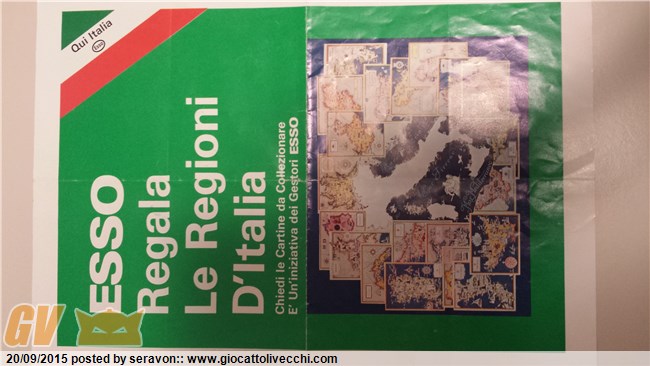 Qui Italia
Esso
ESSO
Regala
Le Regioni
D'Italia
Chiedi le Cartine da Collezionare
E' Un'iniziativa dei Gestori ESSO
GV
20/09/2015 posted by seravon:: www.giocattolivecchi.com